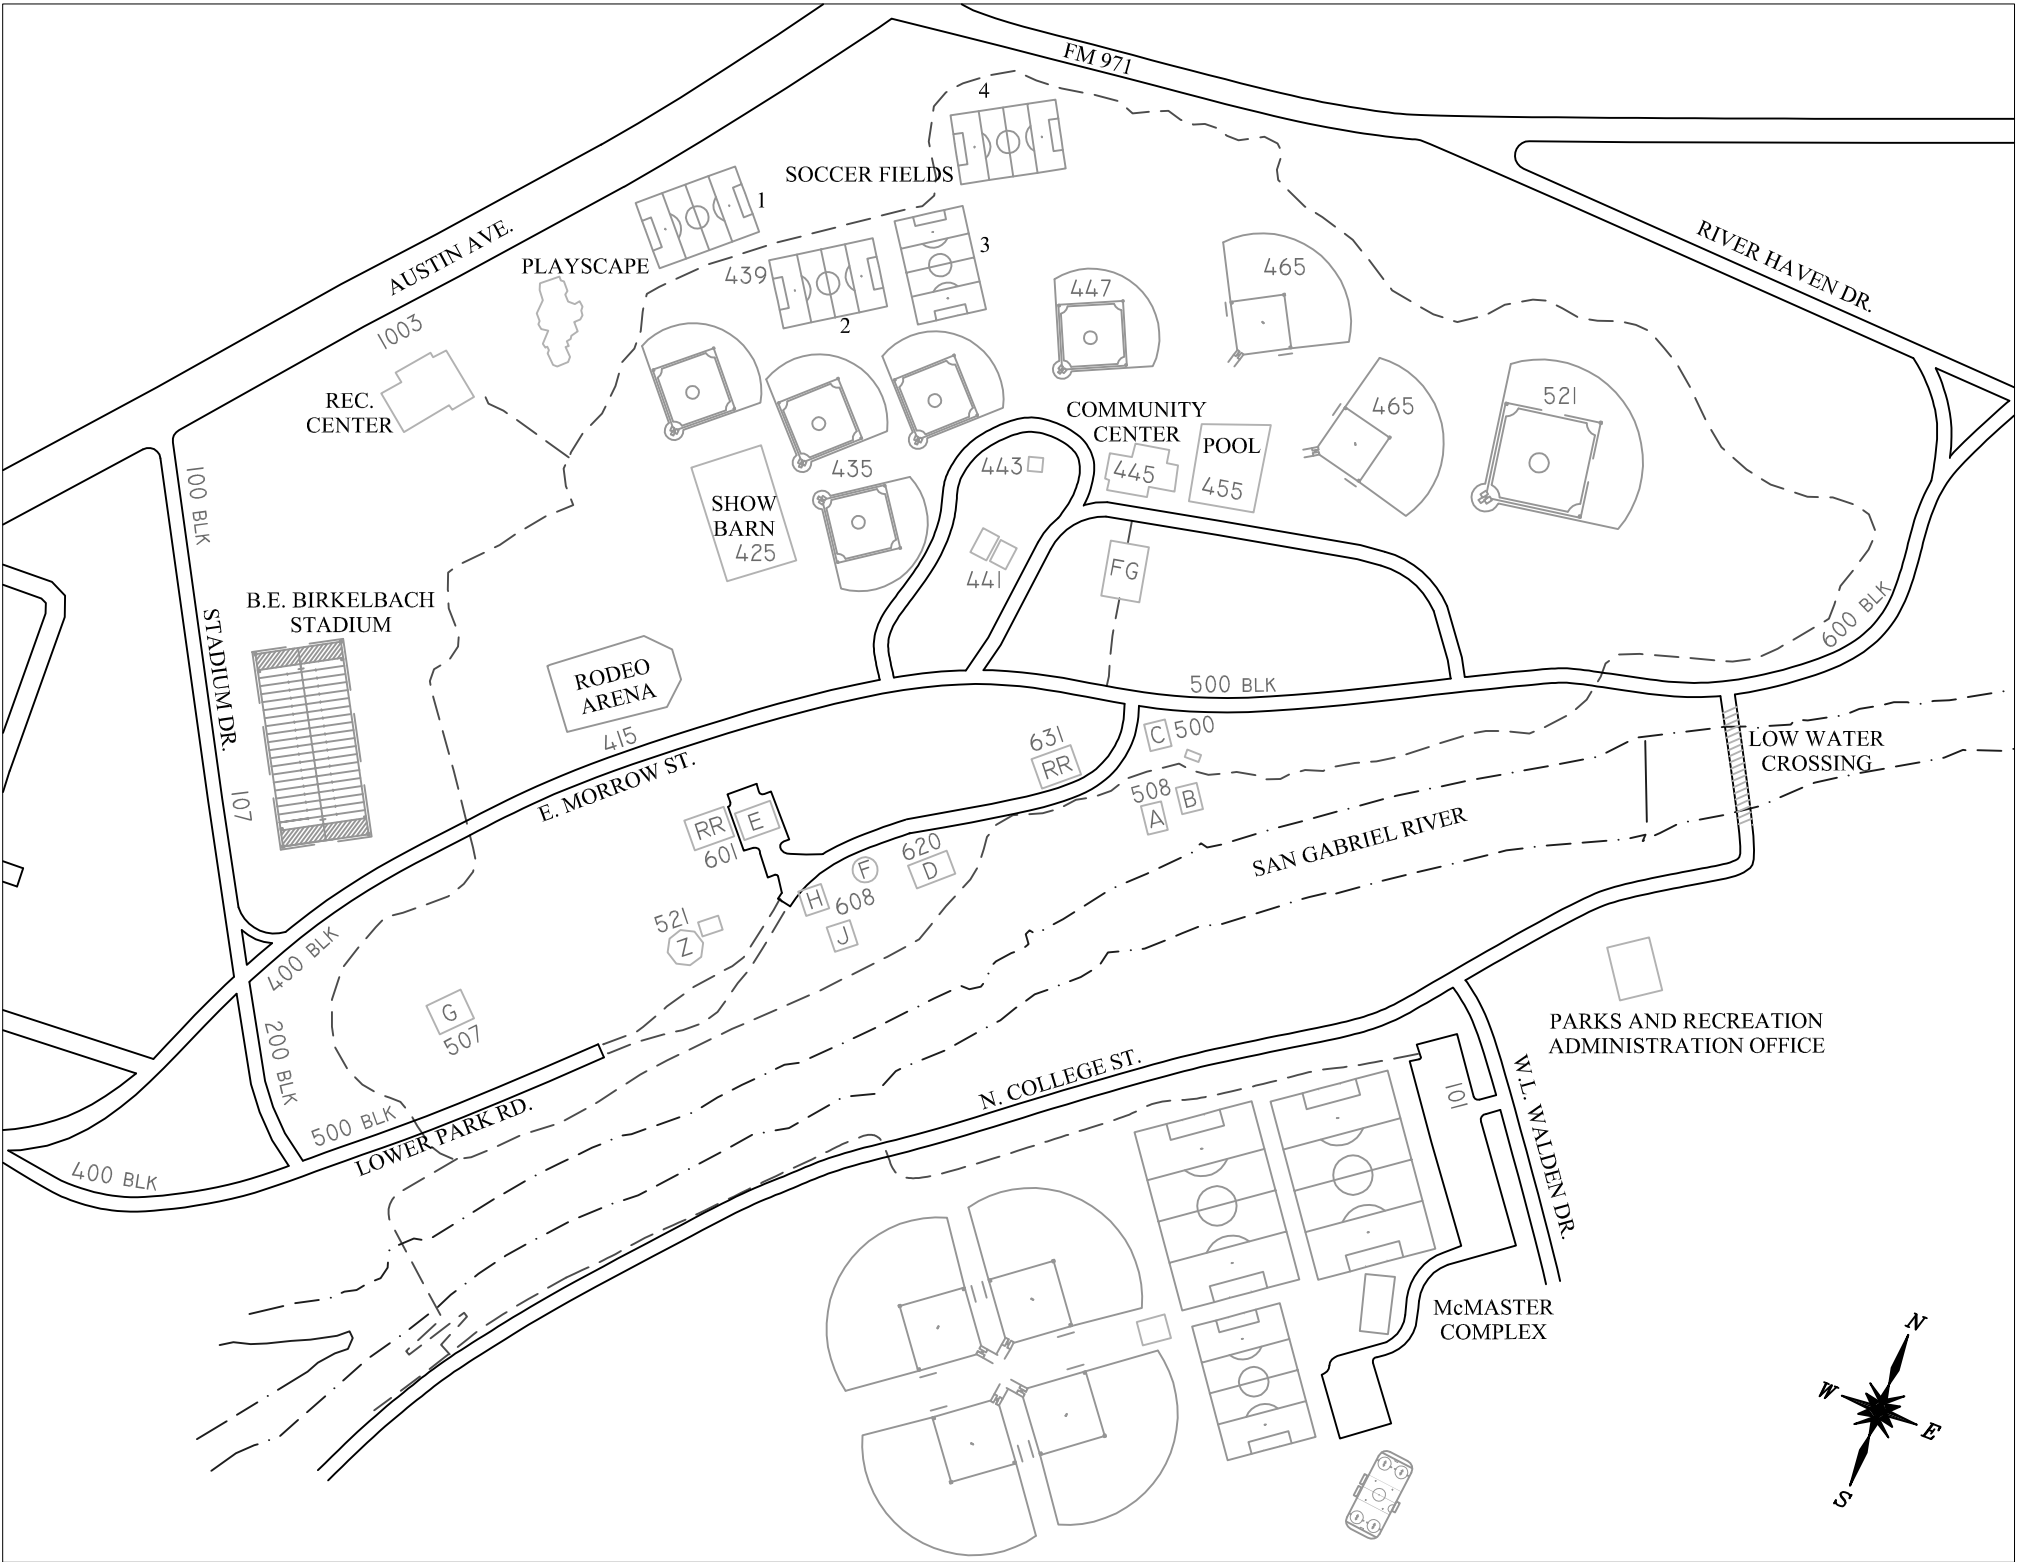 FM 971
4
SOCCER FIELDS
1
AUSTIN AVE.
PLAYSCAPE
439
3
2
447
465
RIVER HAVEN DR.
1003
REC.
CENTER
COMMUNITY
CENTER
POOL
465
521
443
445
455
435
SHOW
BARN
425
100 BLK
441
FG
B.E. BIRKELBACH
STADIUM
STADIUM DR.
600 BLK
RODEO
ARENA
415
500 BLK
631
RR
C
500
LOW WATER
CROSSING
E. MORROW ST.
107
508
B
A
RR
E
601
F
620
D
SAN GABRIEL RIVER
H
608
J
521
Z
400 BLK
G
507
200 BLK
PARKS AND RECREATION
ADMINISTRATION OFFICE
500 BLK
LOWER PARK RD.
N. COLLEGE ST.
101
W.L. WALDEN DR.
400 BLK
McMASTER
COMPLEX
N
W
E
S